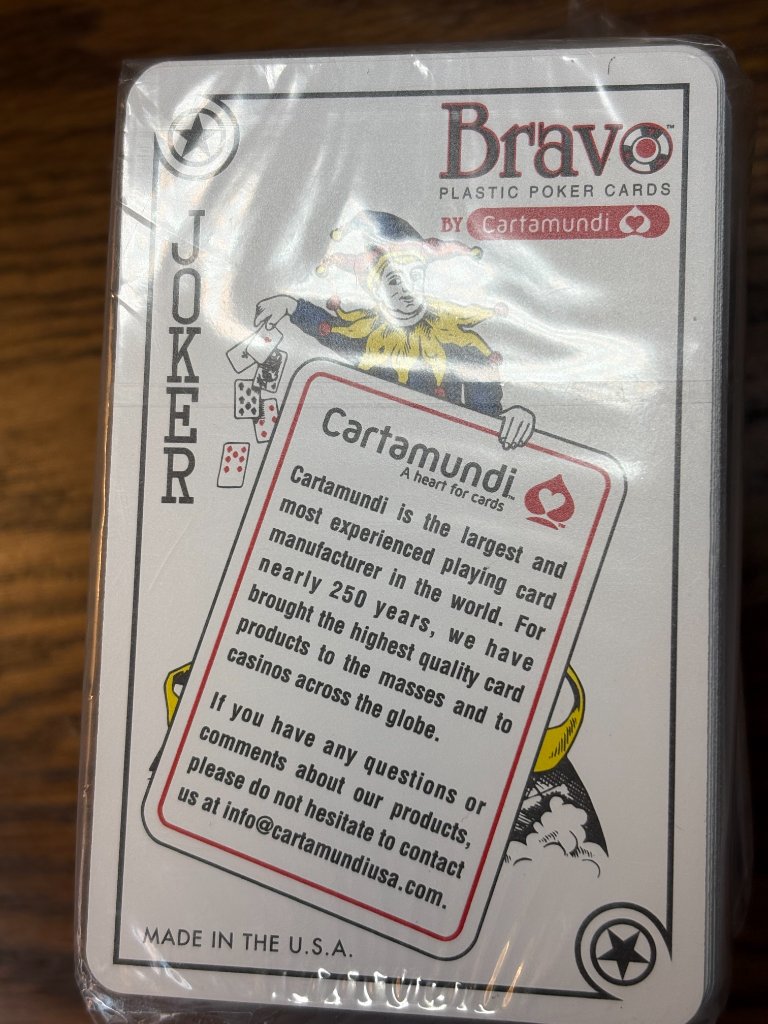 Bravo™
PLASTIC POKER CARDS
BY Cartamundi
JOKER
Cartamundi™
A heart for cards
Cartamundi is the largest and
most experienced playing card
manufacturer in the world. For
nearly 250 years, we have
brought the highest quality card
products to the masses and to
casinos across the globe.
If you have any questions or
comments about our products,
please do not hesitate to contact
us at info@cartamundiusa.com.
MADE IN THE U.S.A.